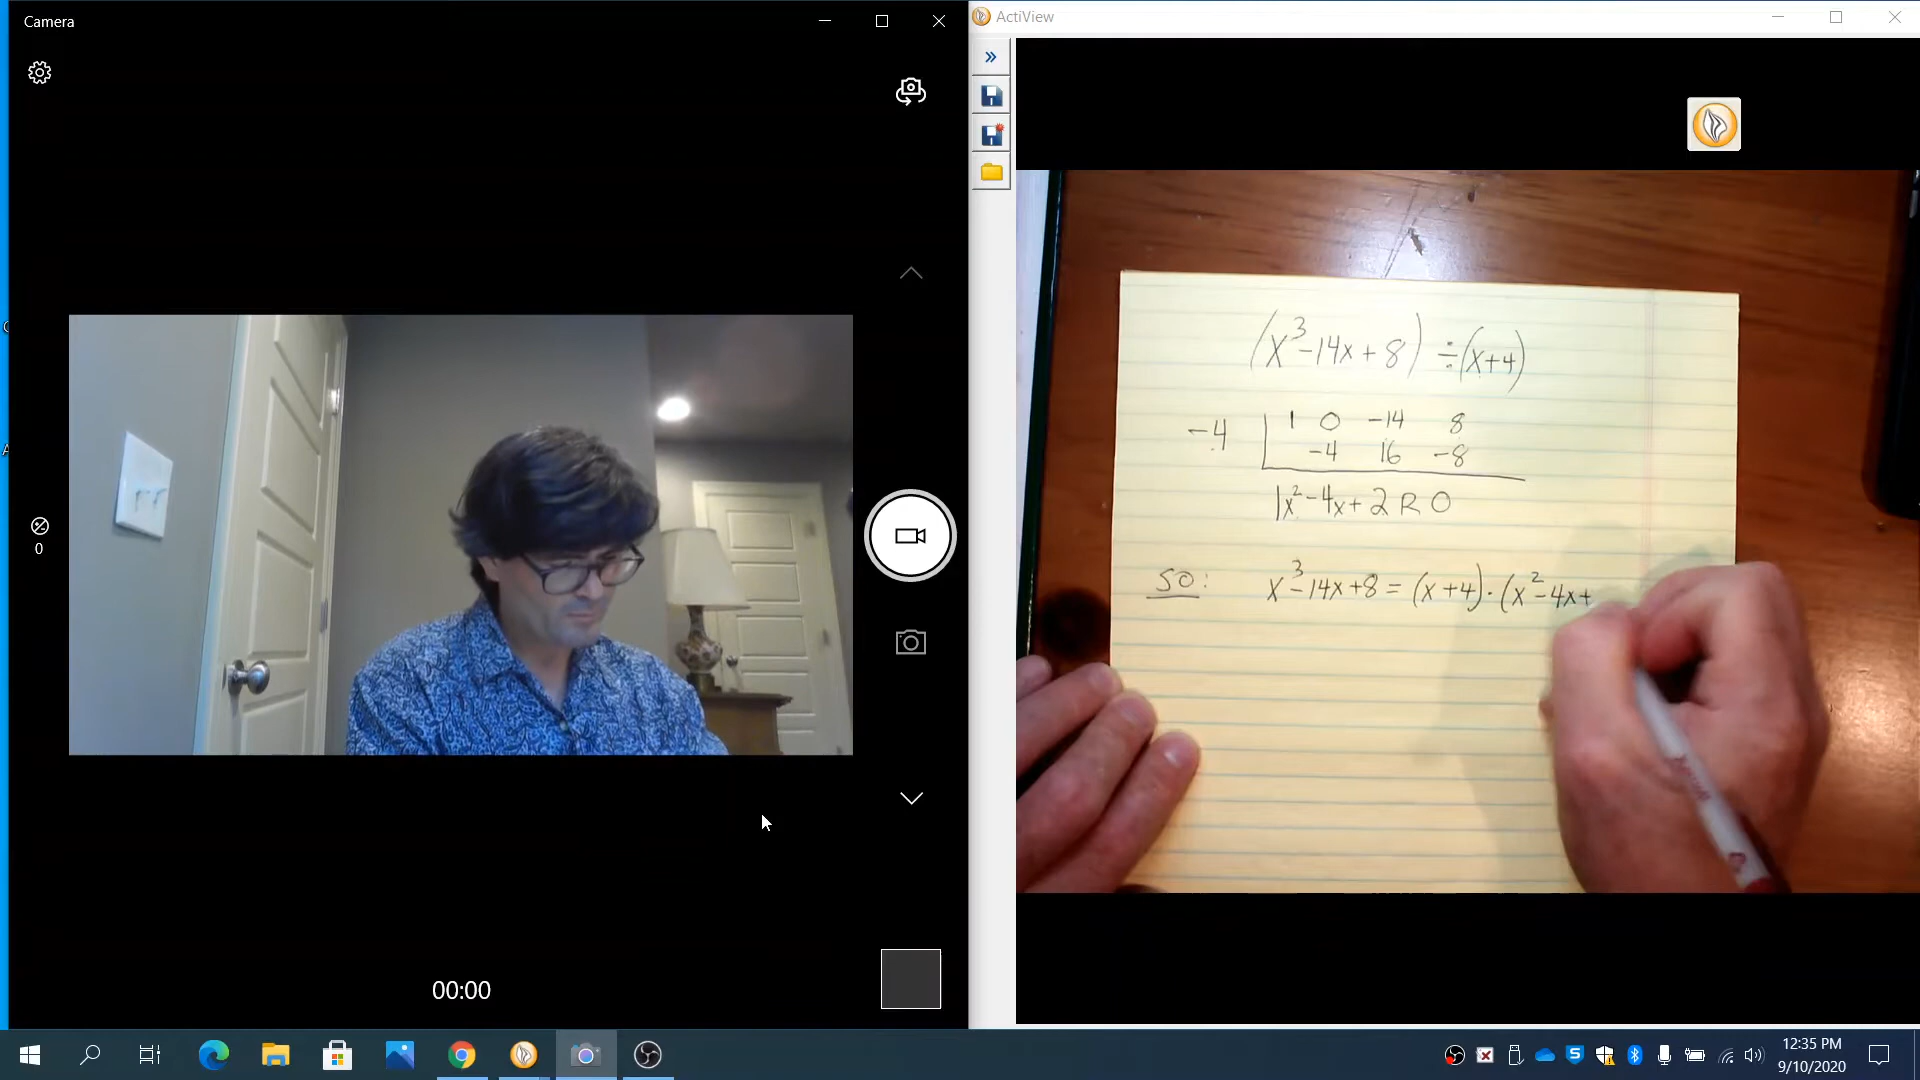 Camera
ActiView
»
0
00:00
(x³-14x+8) ÷ (x+4)
-4 | 1 0 -14 8
-4 16 -8
1x²-4x+2 R 0
SO: x³-14x+8 = (x+4)·(x²-4x+
12:35 PM
9/10/2020